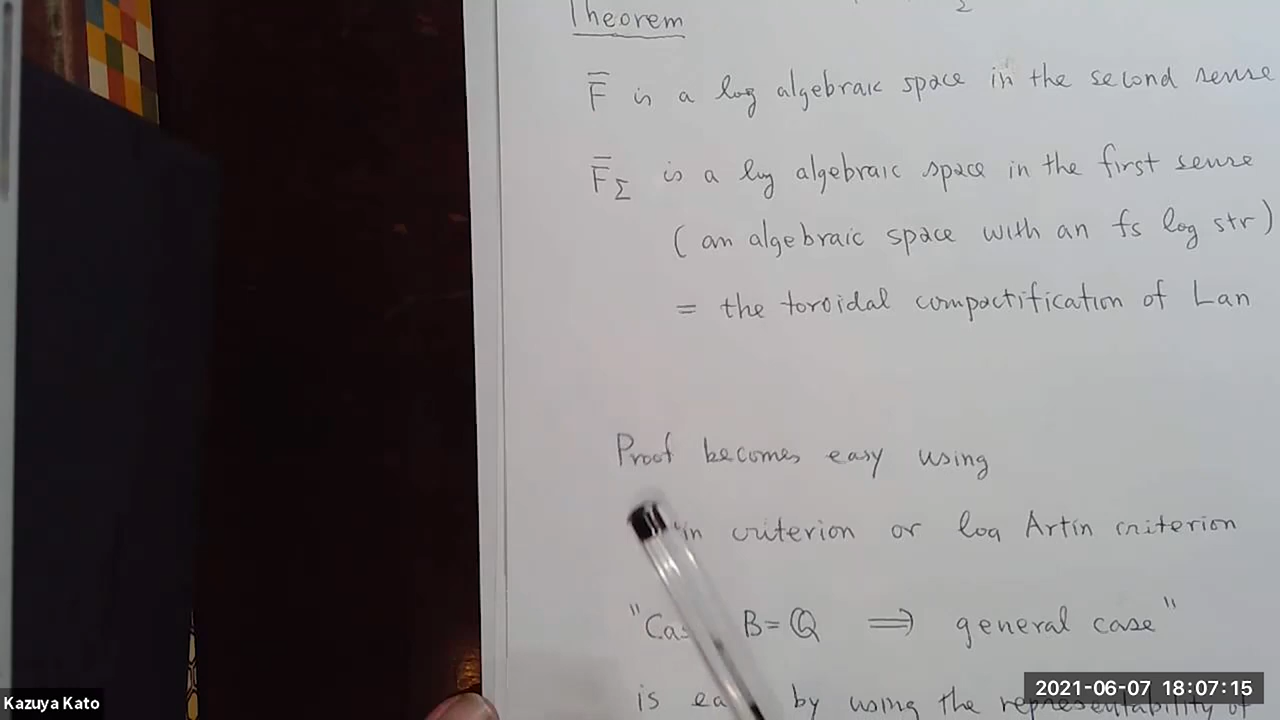 Theorem
F̄ is a log algebraic space in the second sense
F̄_Σ is a log algebraic space in the first sense
(an algebraic space with an fs log str)
= the toroidal compactification of Lan
Proof becomes easy using
criterion or log Artin criterion
" B = ℚ ⟹ general case"
is by using the representability of
2021-06-07 18:07:15
Kazuya Kato